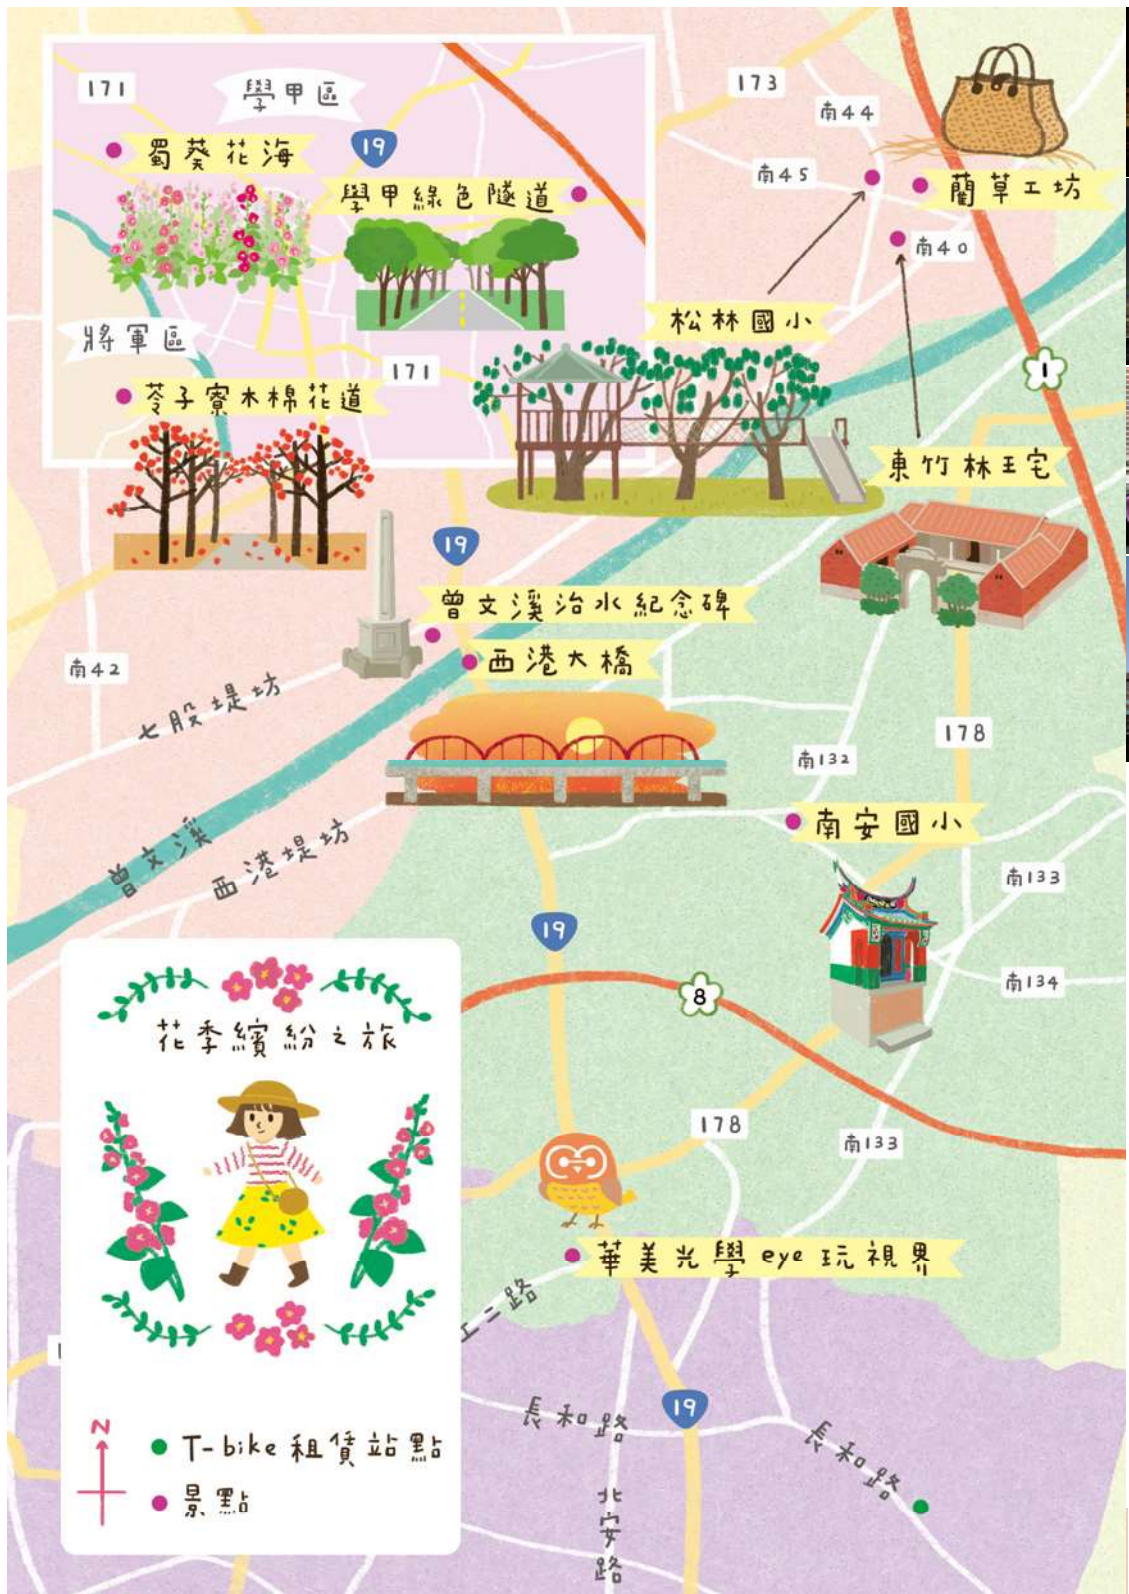 171
學甲區
173
南44
蜀葵花海
19
南45
學甲綠色隧道
藺草工坊
南40
將軍區
松林國小
171
1
苓子寮木棉花道
東竹林王宅
19
曾文溪治水紀念碑
西港大橋
南42
七股堤坊
178
南132
南安國小
曾文溪
西港堤坊
南133
19
南134
8
花季繽紛之旅
178
南133
華美光學eye玩視界
工二路
長和路
19
長和路
N
T-bike租賃站點
景點
北安路